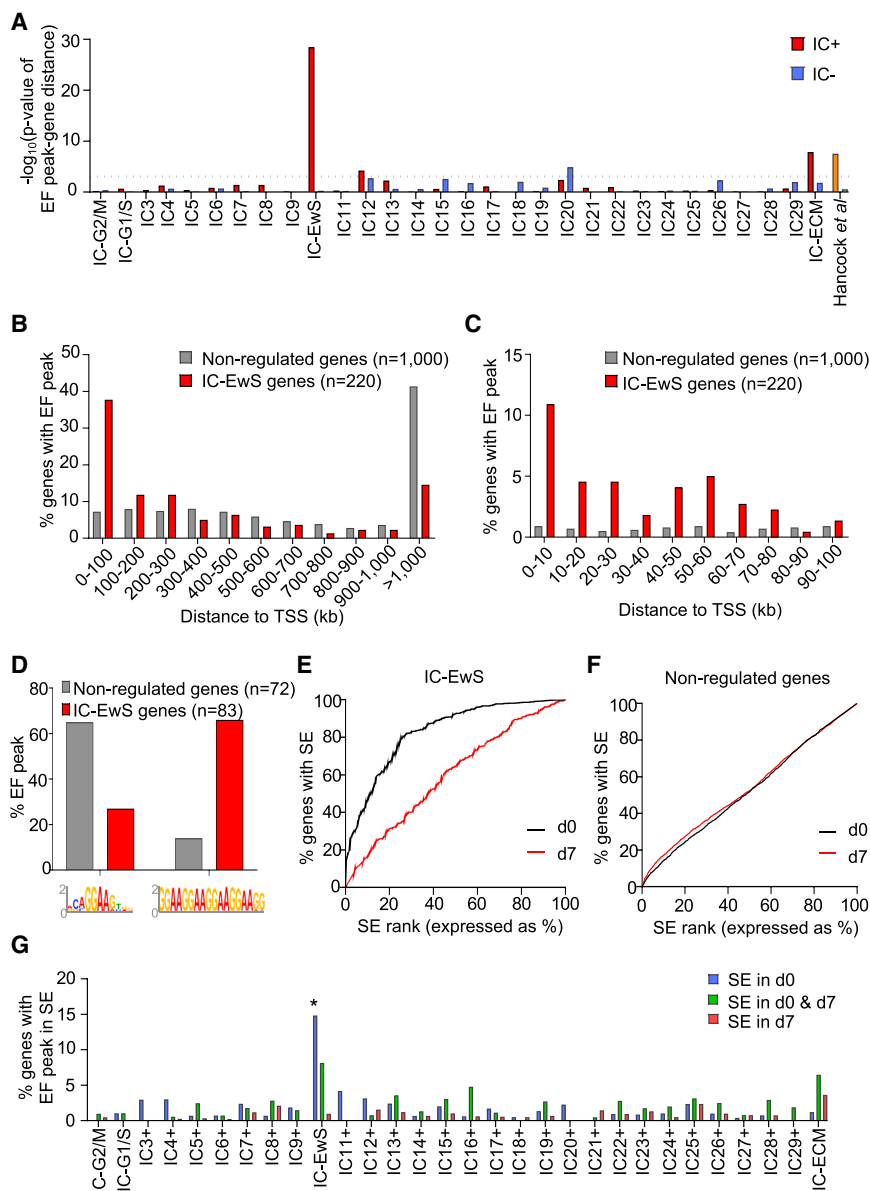 A
30
20
10
0
-log10(p-value of
EF peak-gene distance)
IC+
IC-
IC-G2/M
IC-G1/S
IC3
IC4
IC5
IC6
IC7
IC8
IC9
IC-EwS
IC11
IC12
IC13
IC14
IC15
IC16
IC17
IC18
IC19
IC20
IC21
IC22
IC23
IC24
IC25
IC26
IC27
IC28
IC29
IC-ECM
Hancock et al
B
50
40
30
20
10
0
% genes with EF peak
Non-regulated genes (n=1,000)
IC-EwS genes (n=220)
0-100
100-200
200-300
300-400
400-500
500-600
600-700
700-800
800-900
900-1,000
>1,000
Distance to TSS (kb)
C
15
10
5
0
% genes with EF peak
Non-regulated genes (n=1,000)
IC-EwS genes (n=220)
0-10
10-20
20-30
30-40
40-50
50-60
60-70
70-80
80-90
90-100
Distance to TSS (kb)
D
80
60
40
20
0
% EF peak
Non-regulated genes (n=72)
IC-EwS genes (n=83)
2
0
GGAAG
2
0
GGAAGGAAGGAAGGAAGG
E
IC-EwS
100
80
60
40
20
0
% genes with SE
d0
d7
0 20 40 60 80 100
SE rank (expressed as %)
F
Non-regulated genes
100
80
60
40
20
0
% genes with SE
d0
d7
0 20 40 60 80 100
SE rank (expressed as %)
G
20
15
10
5
0
% genes with
EF peak in SE
*
SE in d0
SE in d0 & d7
SE in d7
C-G2/M
IC-G1/S
IC3+
IC4+
IC5+
IC6+
IC7+
IC8+
IC9+
IC-EwS
IC11+
IC12+
IC13+
IC14+
IC15+
IC16+
IC17+
IC18+
IC19+
IC20+
IC21+
IC22+
IC23+
IC24+
IC25+
IC26+
IC27+
IC28+
IC29+
IC-ECM